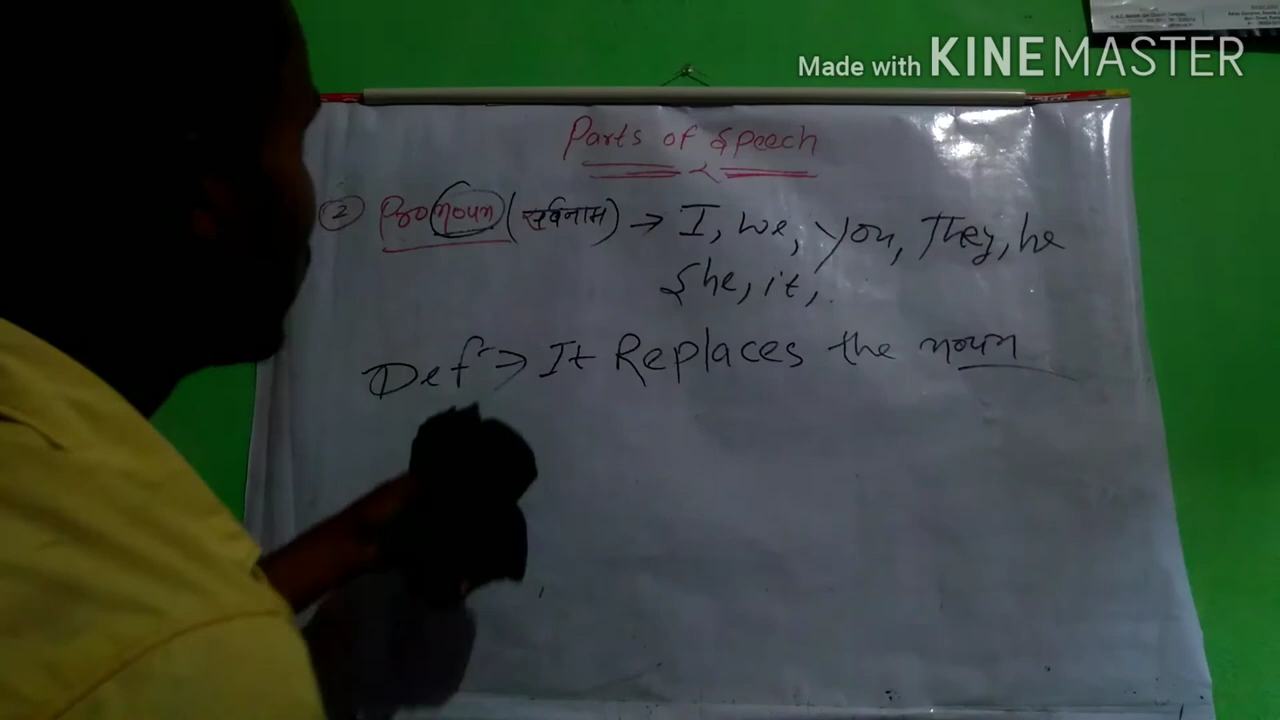 Made with KINEMASTER
Parts of Speech
② Pronoun (सर्वनाम) → I, we, you, They, he
She, it,
Def → It Replaces the noun